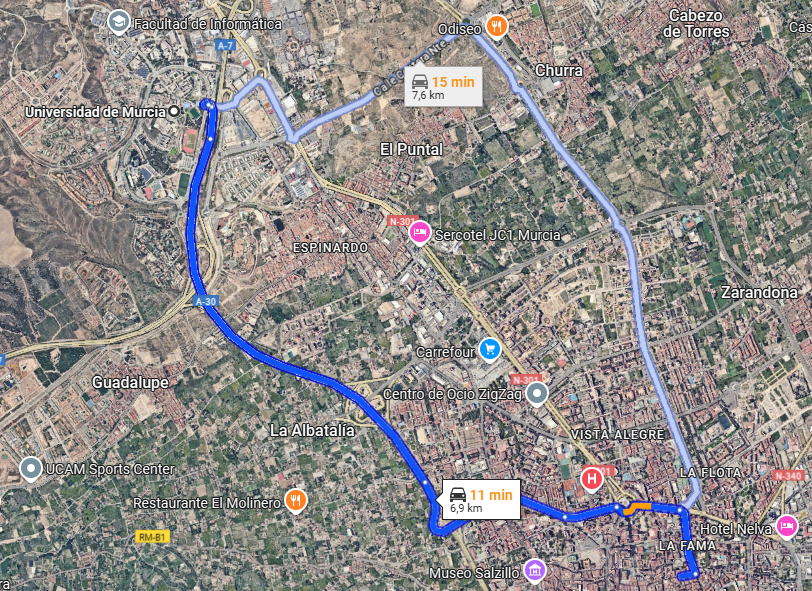 Facultad de Informática
Cabezo
de Torres
Odiseo
A-7
Calle Cuesta Nte
Churra
15 min
7,6 km
Universidad de Murcia
El Puntal
N-301
Sercotel JC1 Murcia
ESPINARDO
Zarandona
A-30
Carrefour
Guadalupe
N-301
Centro de Ocio ZigZag
La Albatalía
VISTA ALEGRE
UCAM Sports Center
H
LA FLOTA
N-340
11 min
6,9 km
Restaurante El Molinero
Hotel Nelva
RM-B1
LA FAMA
Museo Salzillo